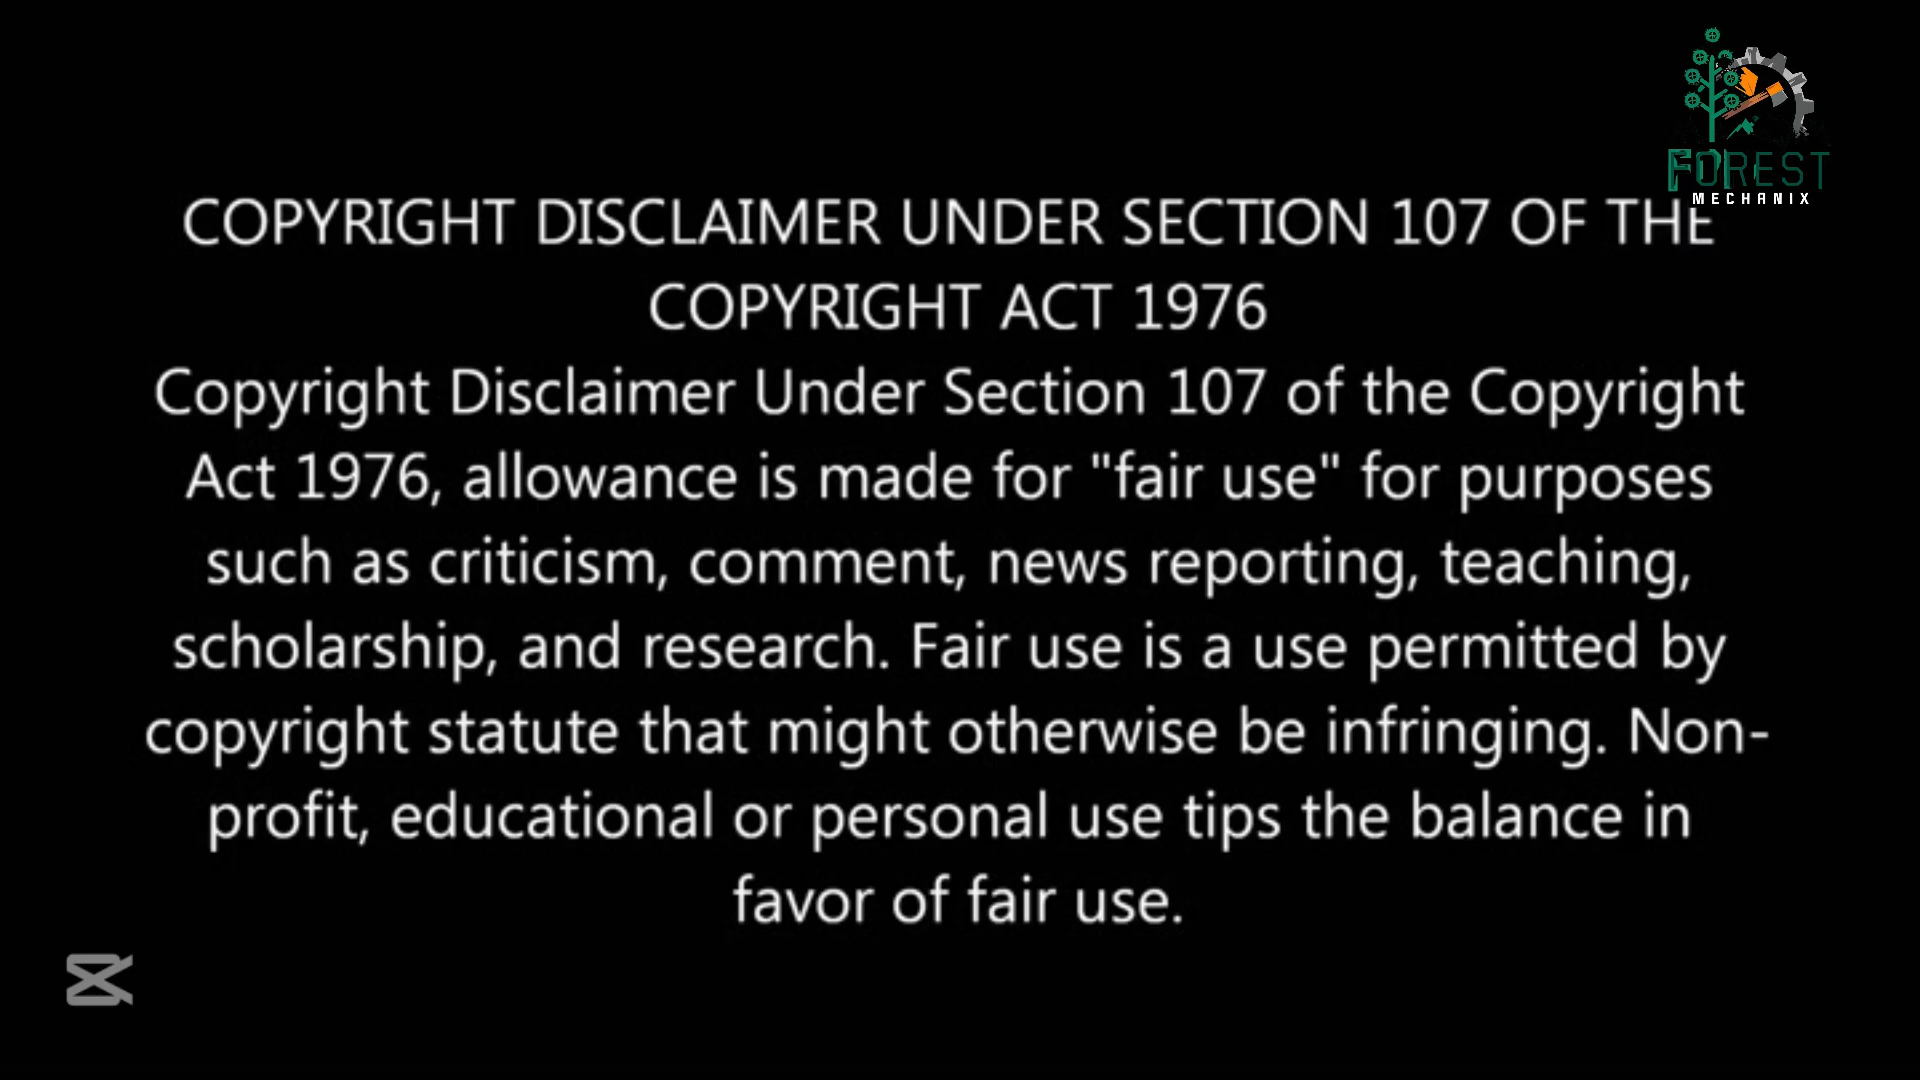 FOREST
MECHANIX
COPYRIGHT DISCLAIMER UNDER SECTION 107 OF THE
COPYRIGHT ACT 1976
Copyright Disclaimer Under Section 107 of the Copyright
Act 1976, allowance is made for "fair use" for purposes
such as criticism, comment, news reporting, teaching,
scholarship, and research. Fair use is a use permitted by
copyright statute that might otherwise be infringing. Non-
profit, educational or personal use tips the balance in
favor of fair use.